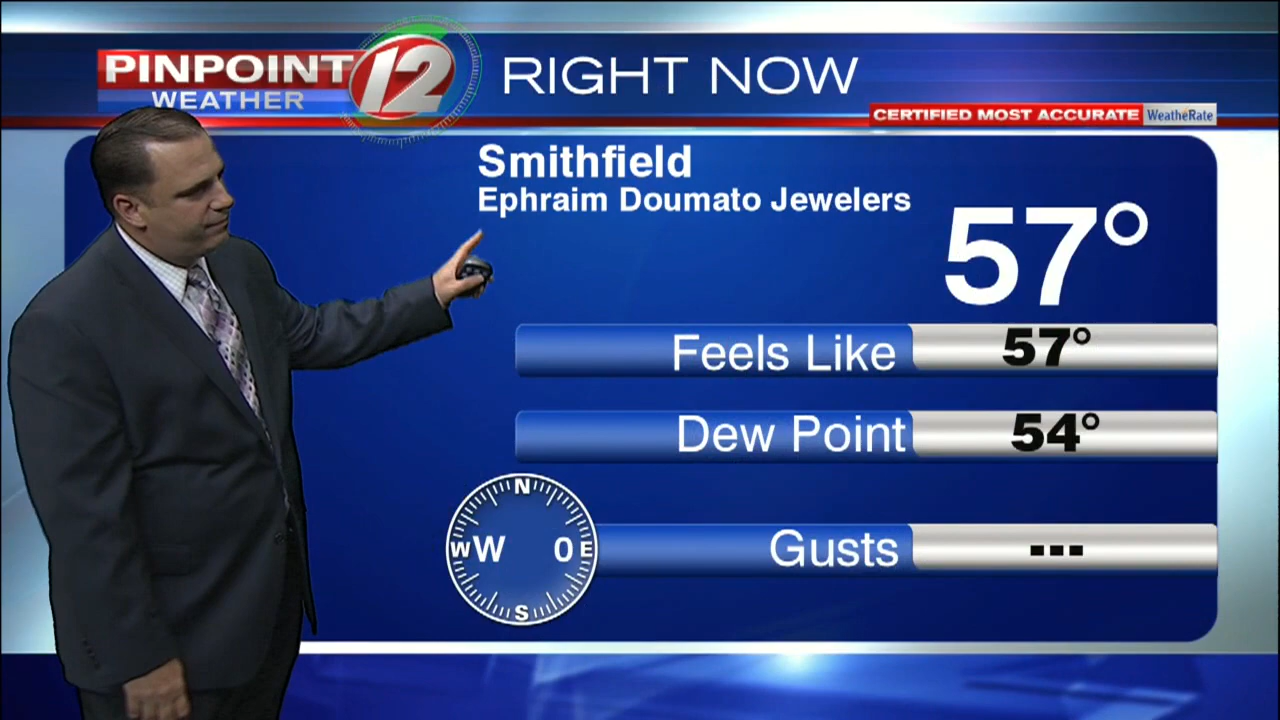 PINPOINT 12
WEATHER
RIGHT NOW
CERTIFIED MOST ACCURATE WeatheRate
Smithfield
Ephraim Doumato Jewelers
57°
Feels Like 57°
Dew Point 54°
N
W W 0 E
S
Gusts ---